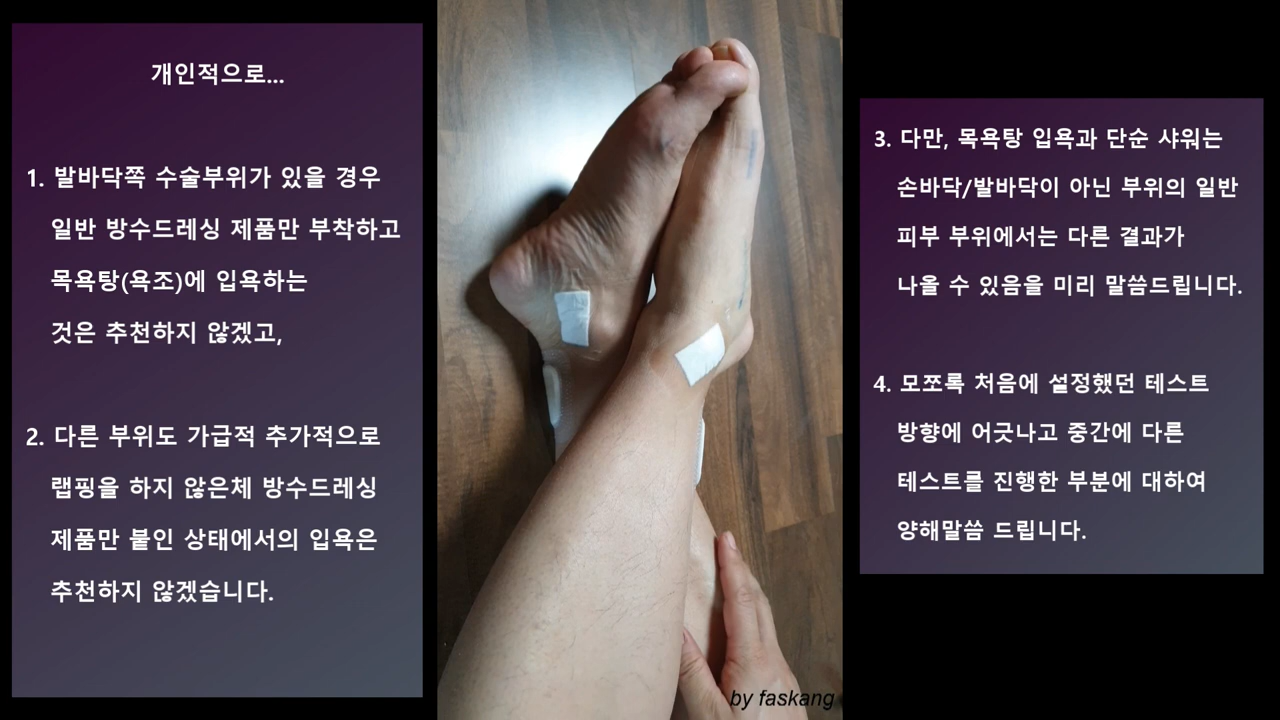 개인적으로...
1. 발바닥쪽 수술부위가 있을 경우
일반 방수드레싱 제품만 부착하고
목욕탕(욕조)에 입욕하는
것은 추천하지 않겠고,
2. 다른 부위도 가급적 추가적으로
랩핑을 하지 않은체 방수드레싱
제품만 붙인 상태에서의 입욕은
추천하지 않겠습니다.
by faskang
3. 다만, 목욕탕 입욕과 단순 샤워는
손바닥/발바닥이 아닌 부위의 일반
피부 부위에서는 다른 결과가
나올 수 있음을 미리 말씀드립니다.
4. 모쪼록 처음에 설정했던 테스트
방향에 어긋나고 중간에 다른
테스트를 진행한 부분에 대하여
양해말씀 드립니다.